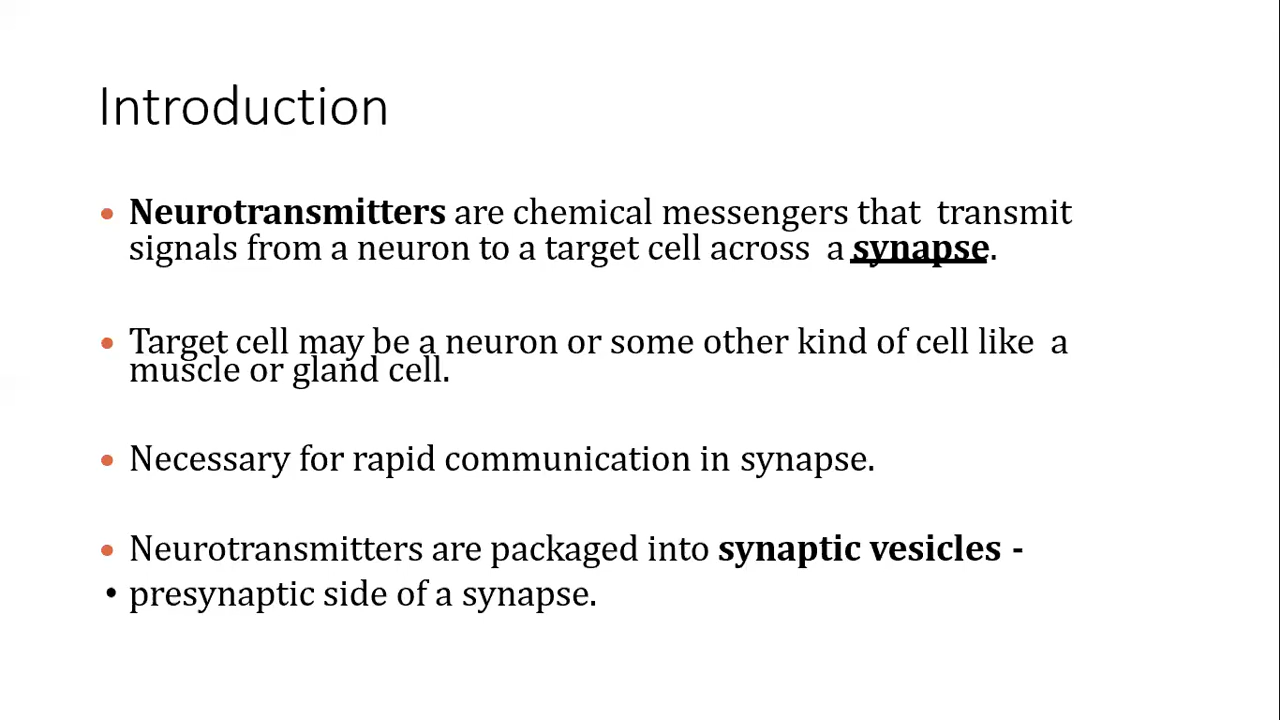 Introduction
• Neurotransmitters are chemical messengers that transmit
signals from a neuron to a target cell across a synapse.
• Target cell may be a neuron or some other kind of cell like a
muscle or gland cell.
• Necessary for rapid communication in synapse.
• Neurotransmitters are packaged into synaptic vesicles -
• presynaptic side of a synapse.